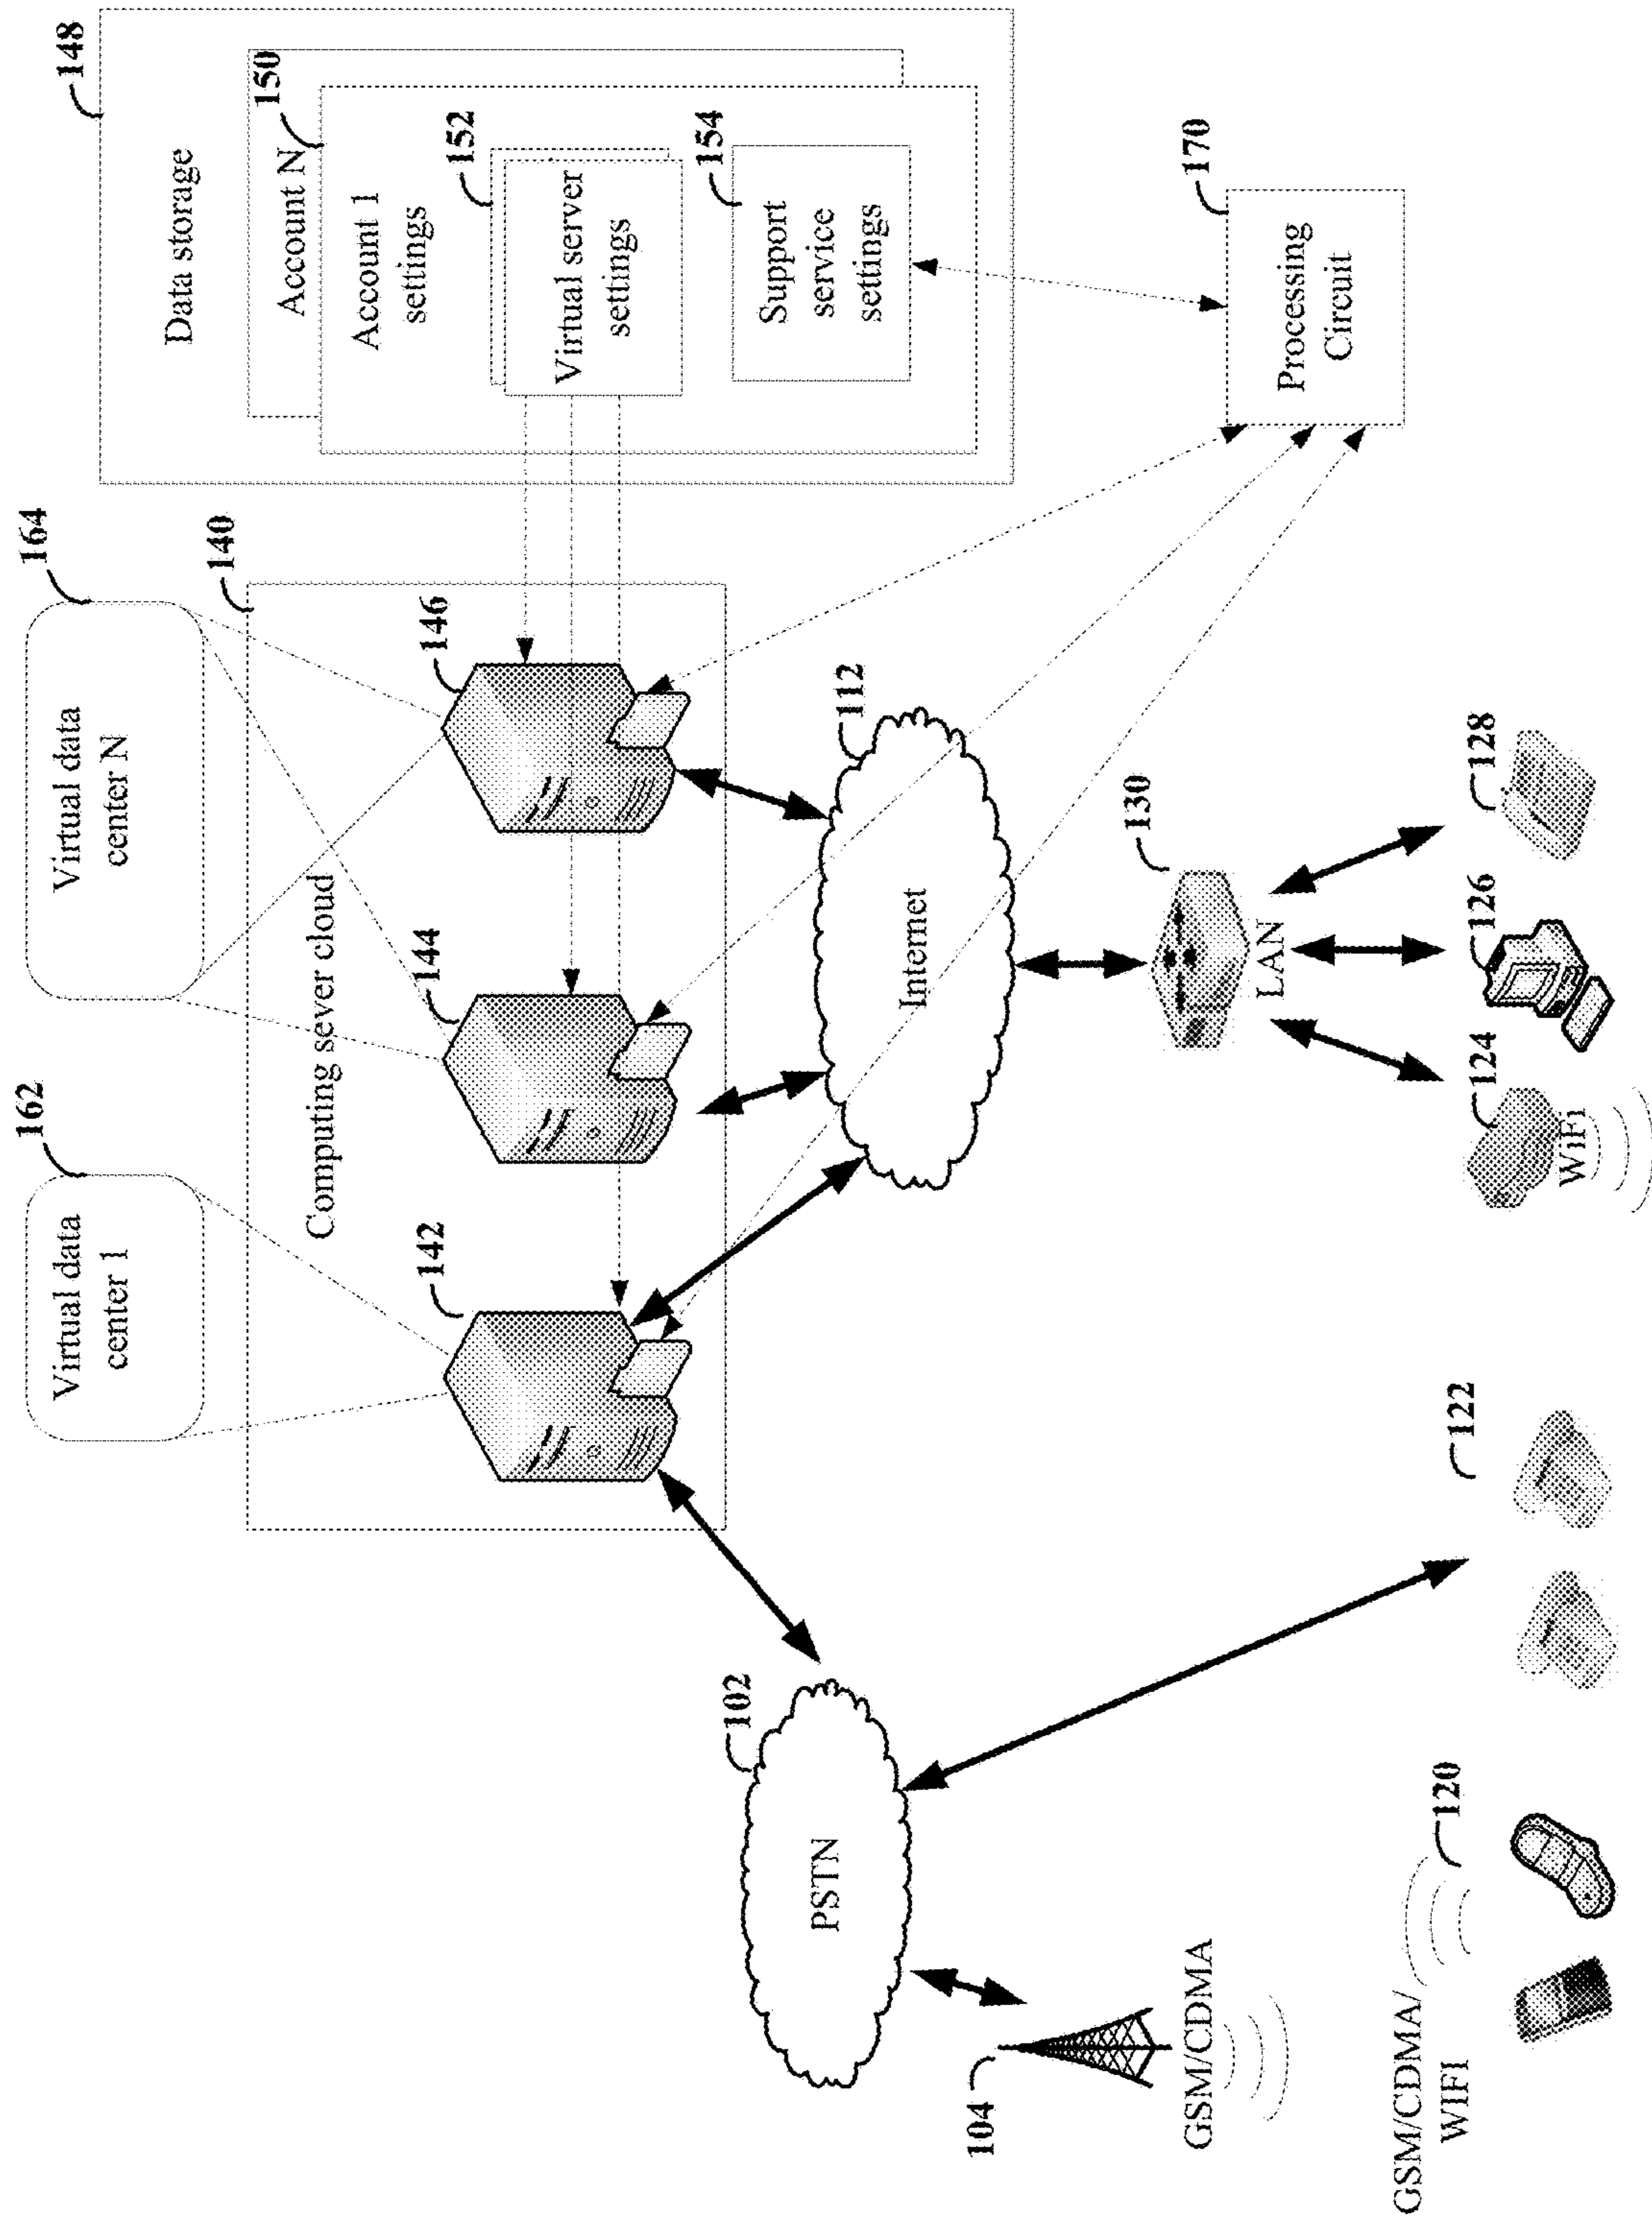 162
Virtual data
center 1
164
Virtual data
center N
148
Data storage
150
Account N
Account 1
settings
152
Virtual server
settings
154
Support
service
settings
140
Computing sever cloud
142
144
146
170
Processing
Circuit
102
PSTN
112
Internet
104
GSM/CDMA
130
LAN
GSM/CDMA/
WIFI
120
122
124
WiFi
126
128